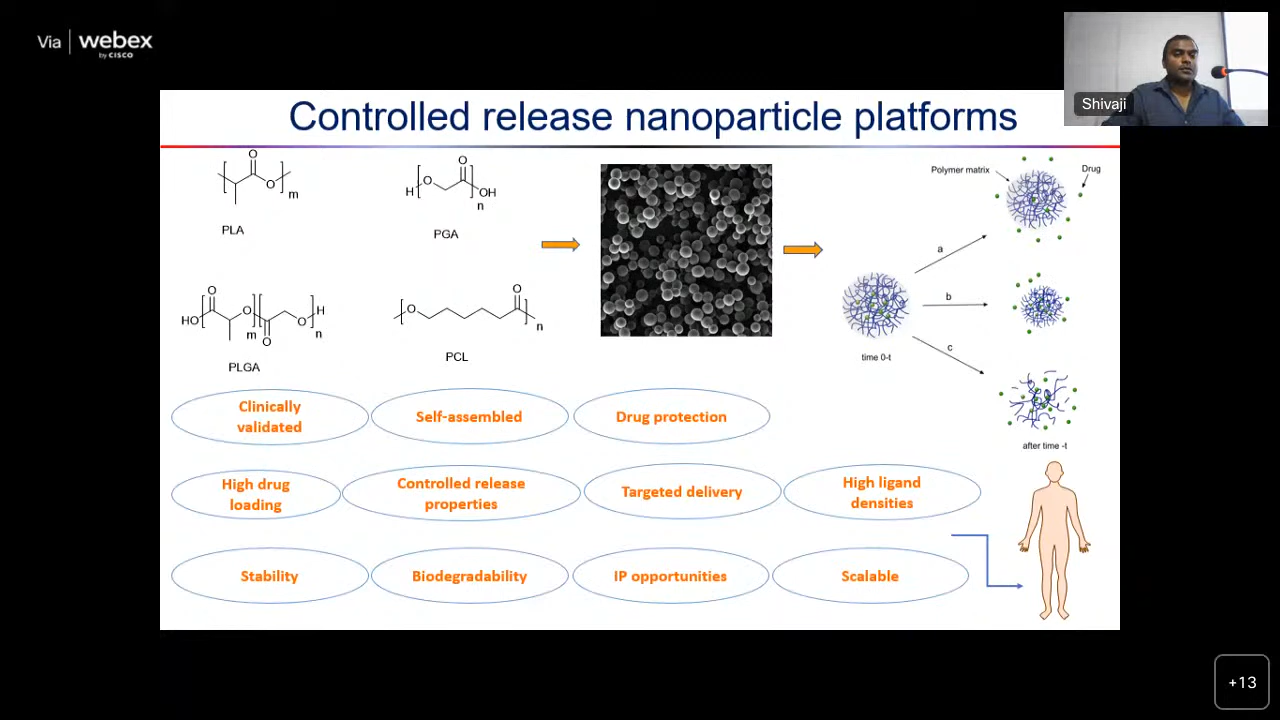 Via webex
by CISCO
Shivaji
Controlled release nanoparticle platforms
O
O
m
PLA
O
H
O
OH
n
PGA
O
HO
O
m
O
O
H
n
PLGA
O
O
n
PCL
Polymer matrix
Drug
a
b
c
time 0-t
after time -t
Clinically
validated
Self-assembled
Drug protection
High drug
loading
Controlled release
properties
Targeted delivery
High ligand
densities
Stability
Biodegradability
IP opportunities
Scalable
+13